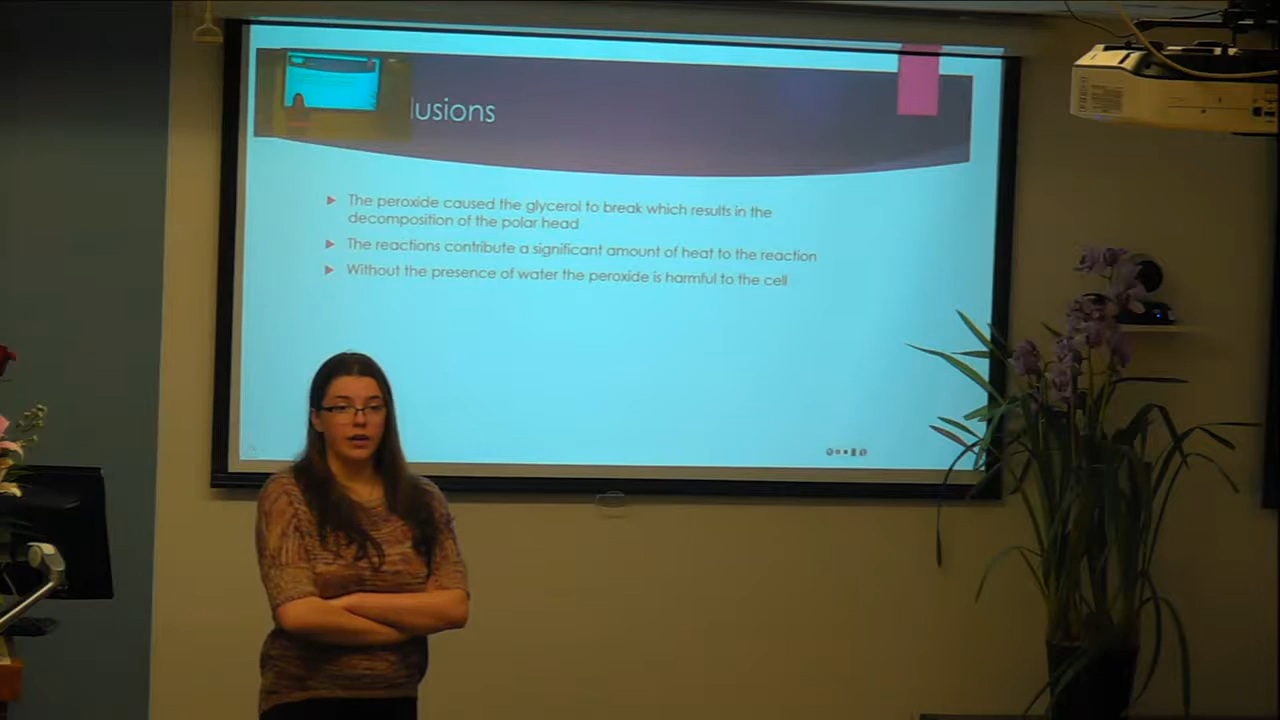 lusions
The peroxide caused the glycerol to break which results in the
decomposition of the polar head
The reactions contribute a significant amount of heat to the reaction
Without the presence of water the peroxide is harmful to the cell